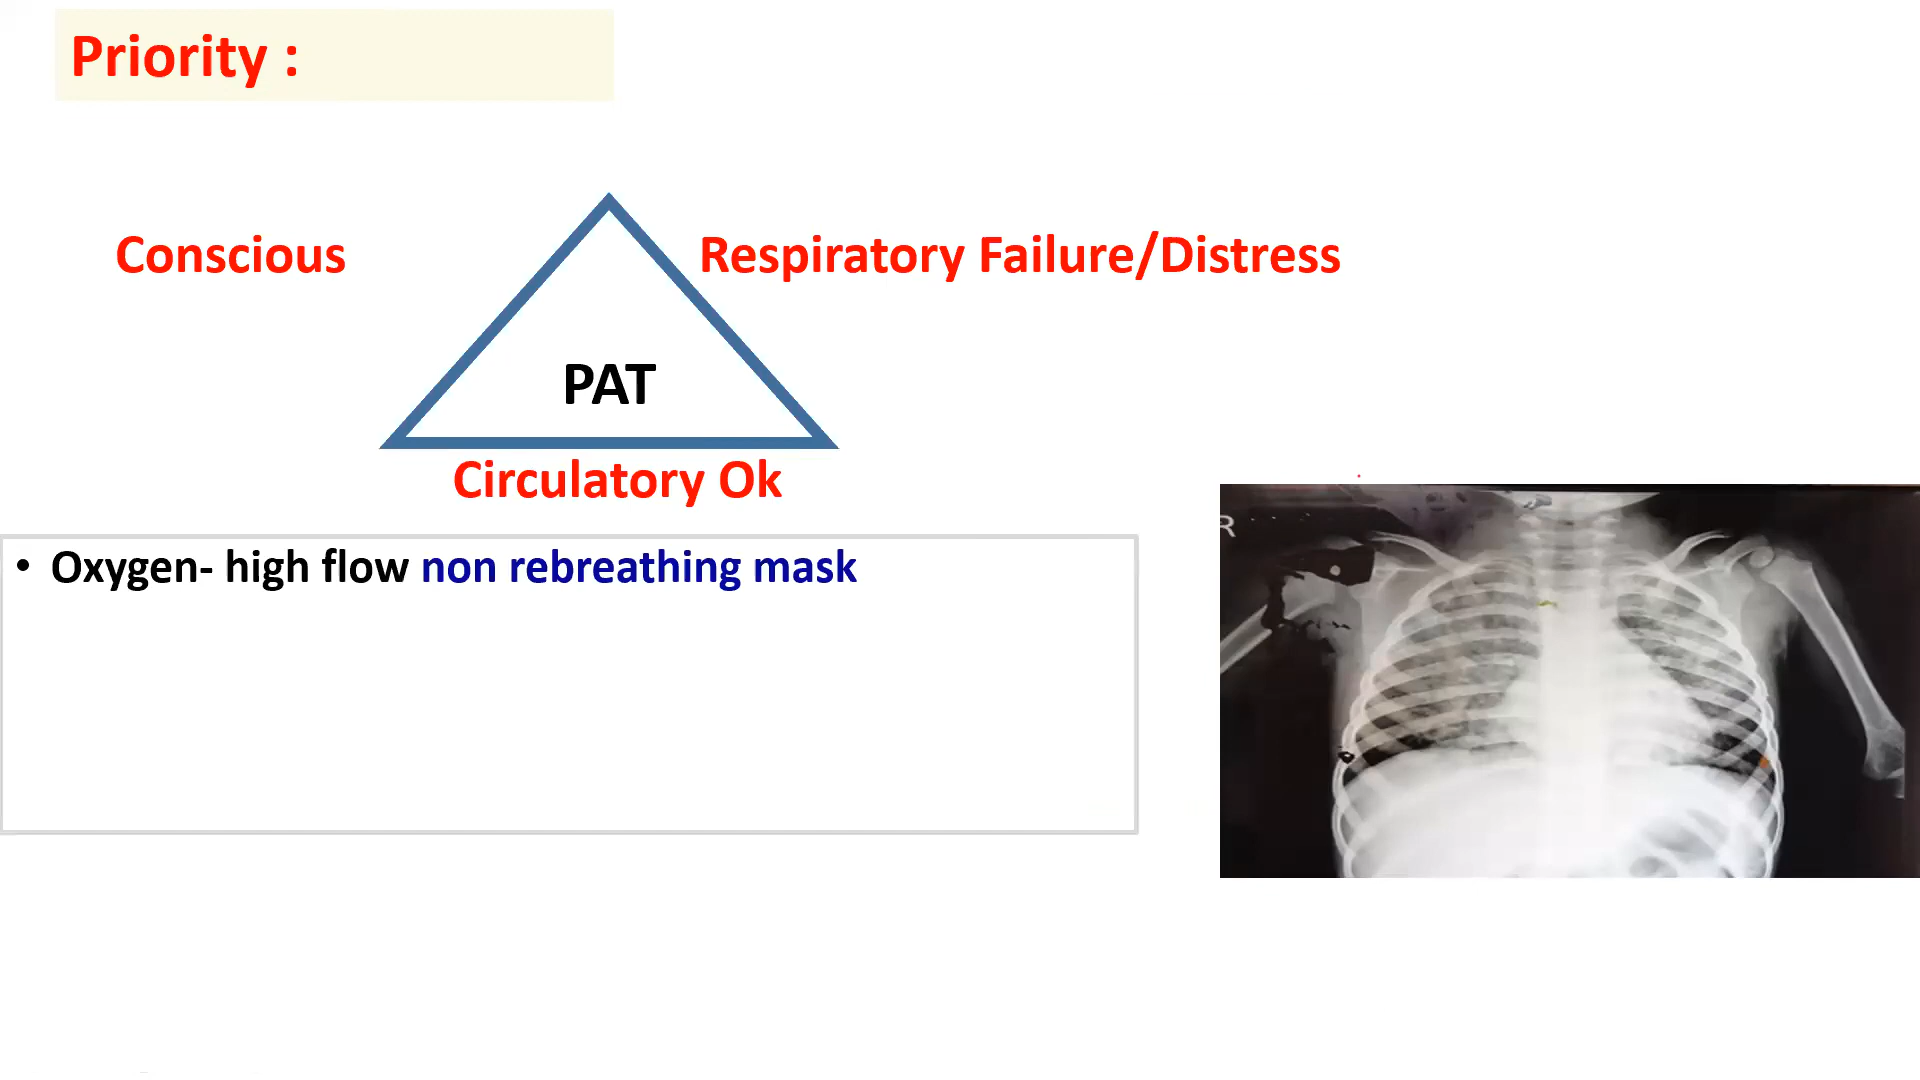 Priority :
Conscious
Respiratory Failure/Distress
PAT
Circulatory Ok
• Oxygen- high flow non rebreathing mask
R